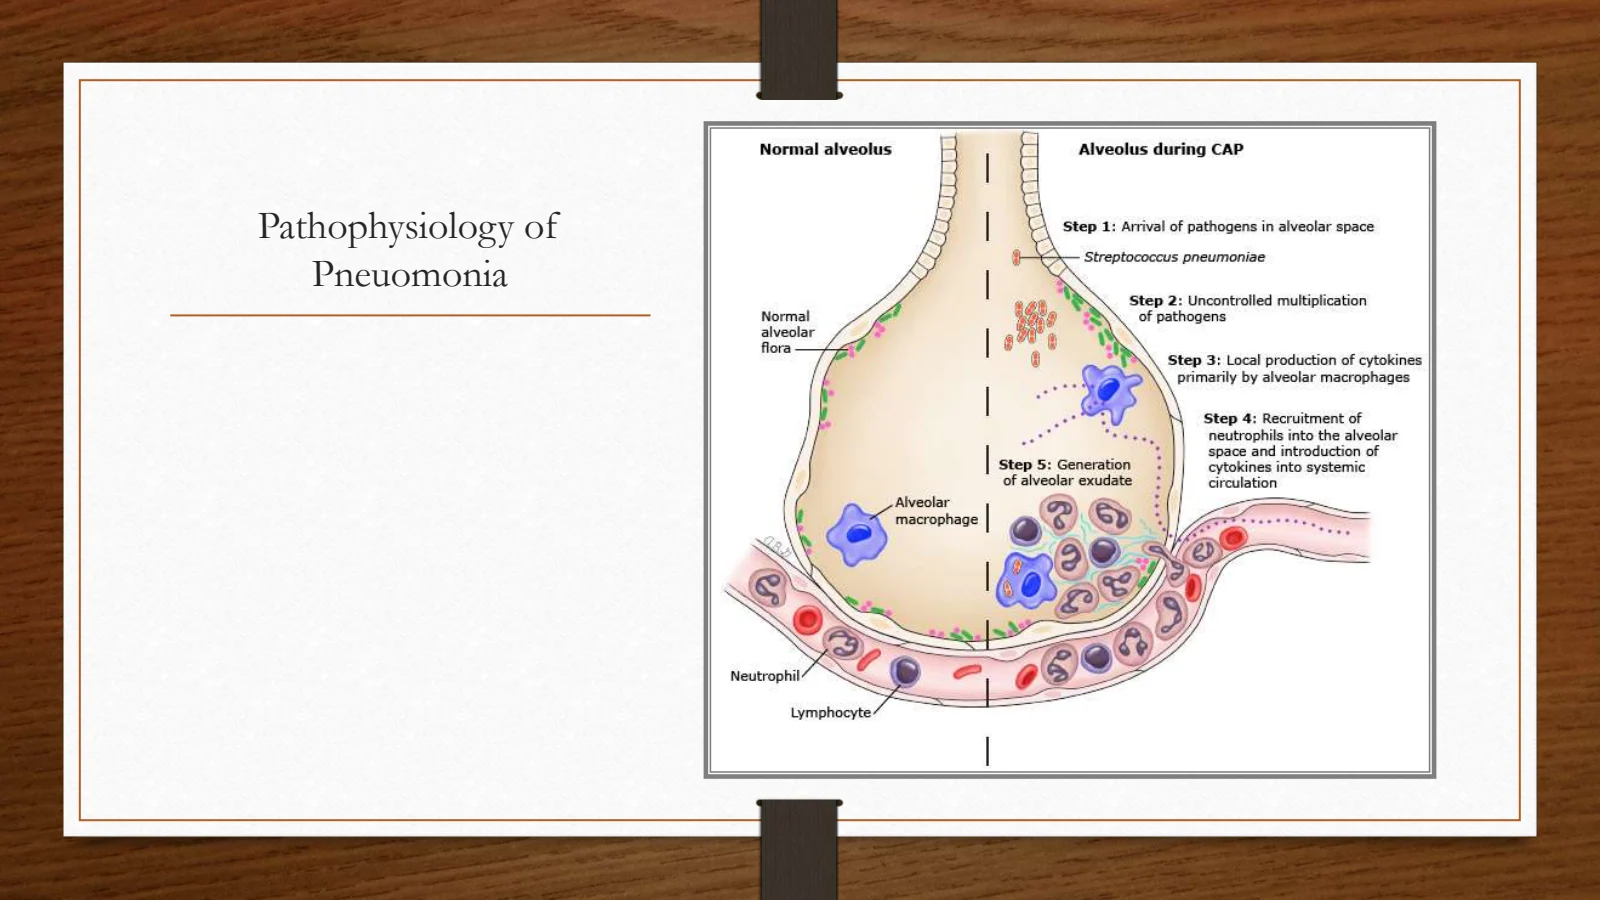 Pathophysiology of
Pneuomonia
Normal alveolus
Alveolus during CAP
Step 1: Arrival of pathogens in alveolar space
Streptococcus pneumoniae
Step 2: Uncontrolled multiplication
of pathogens
Normal
alveolar
flora
Step 3: Local production of cytokines
primarily by alveolar macrophages
Step 4: Recruitment of
neutrophils into the alveolar
space and introduction of
cytokines into systemic
circulation
Step 5: Generation
of alveolar exudate
Alveolar
macrophage
Neutrophil
Lymphocyte